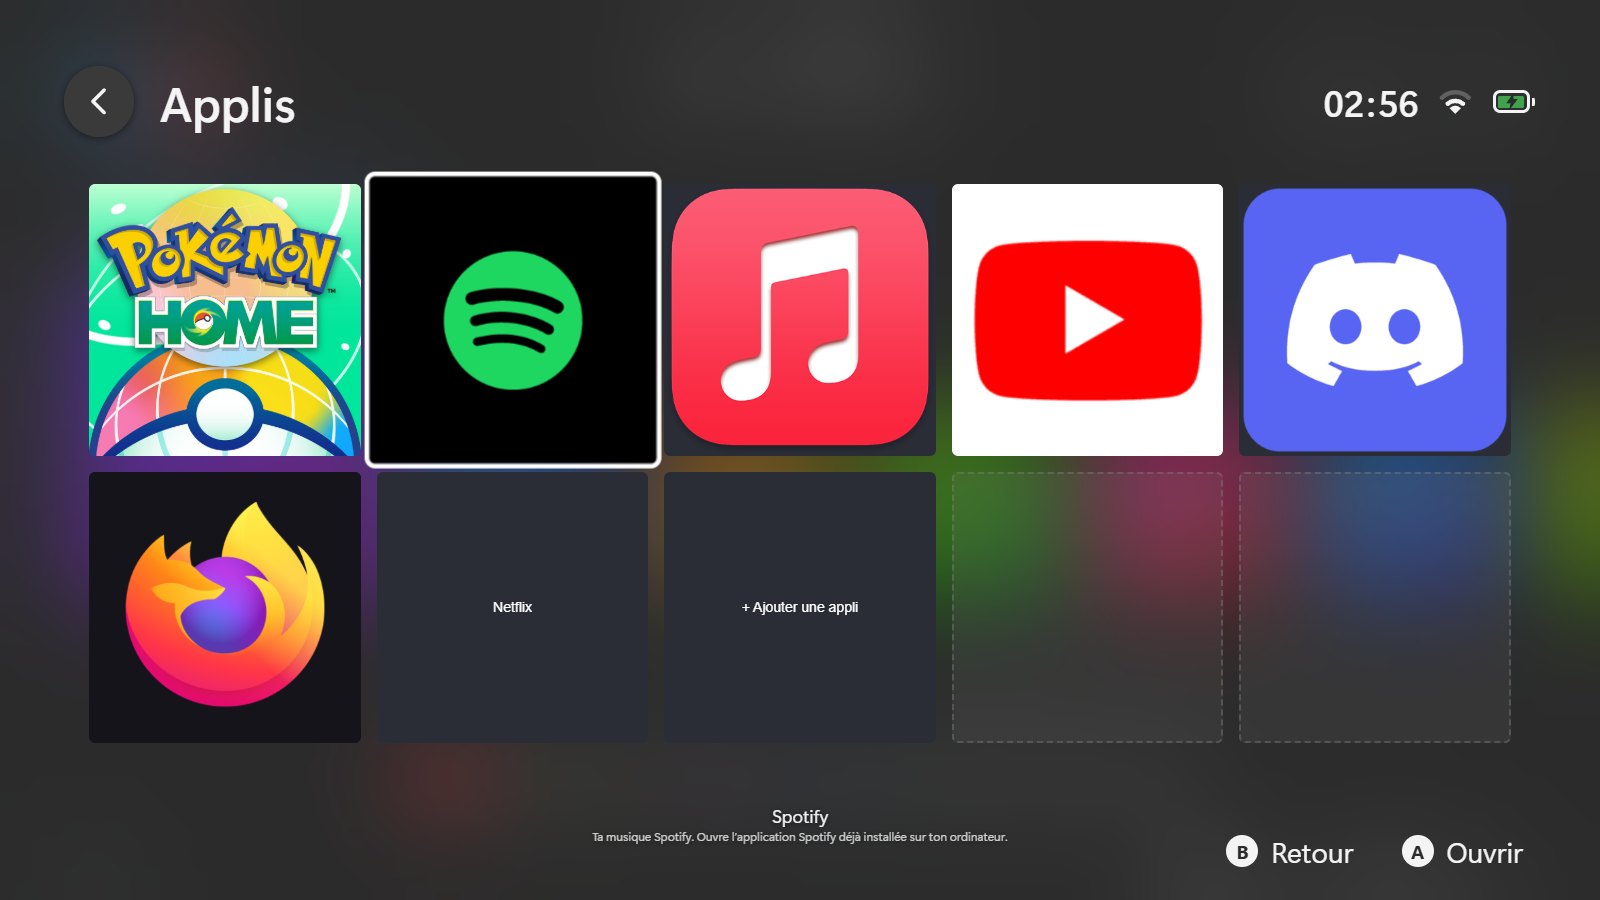 Applis
02:56
POKéMON
HOME
Netflix
+ Ajouter une appli
Spotify
Ta musique Spotify. Ouvre l'application Spotify déjà installée sur ton ordinateur.
B Retour
A Ouvrir